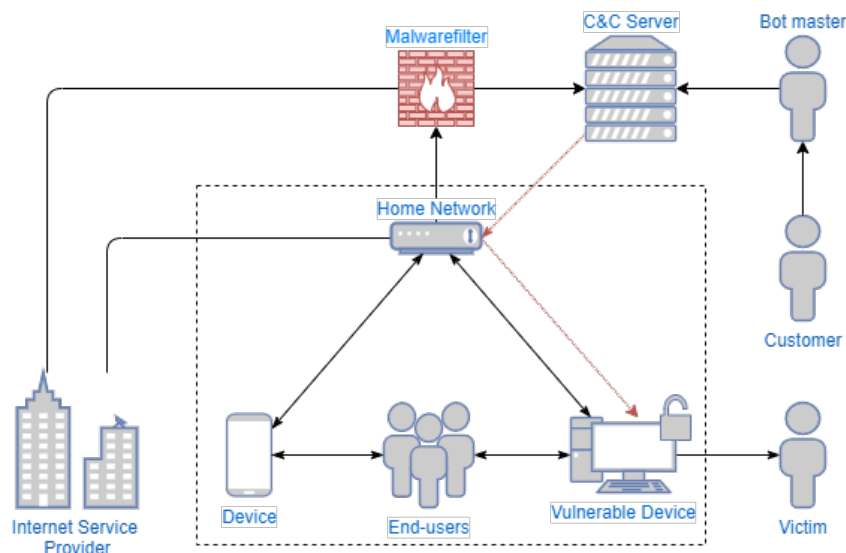 C&C Server
Bot master
Malwarefilter
Home Network
Customer
Device
End-users
Vulnerable Device
Victim
Internet Service
Provider